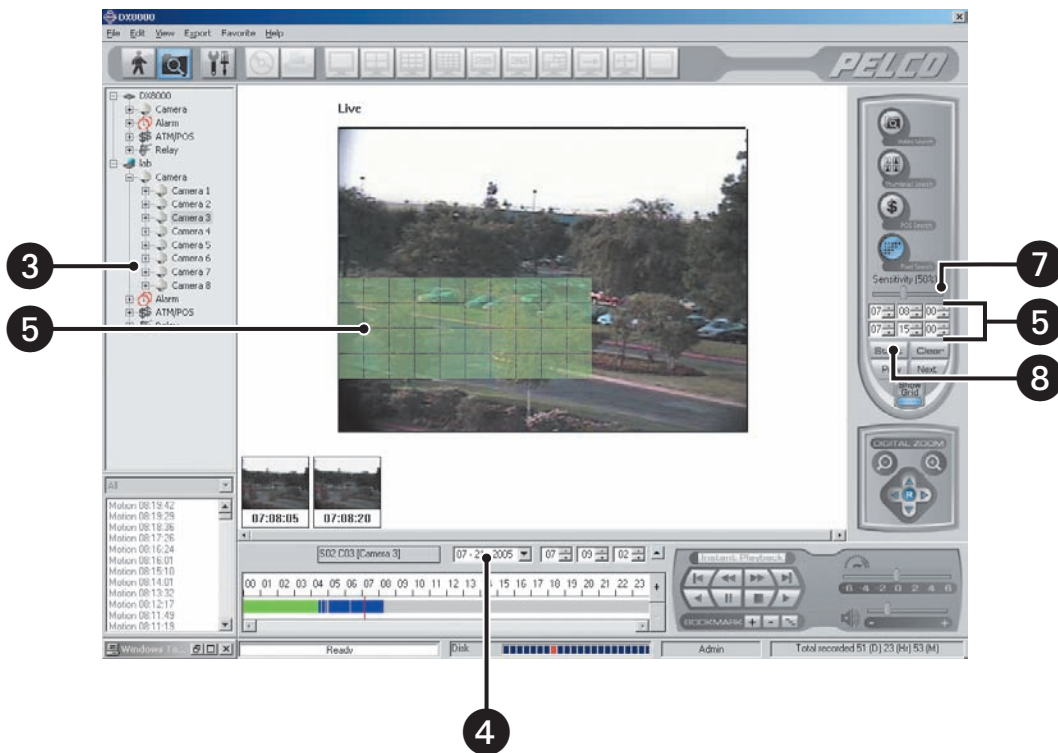 DX8000
File Edit View Export Favorite Help
PELCO
DX8000
Camera
Alarm
ATM/POS
Relay
lab
Camera
Camera 1
Camera 2
Camera 3
Camera 4
Camera 5
Camera 6
Camera 7
Camera 8
Alarm
ATM/POS
3
5
Live
Thumbnail Search
POS Search
Pixel Search
Sensitivity (50%)
07 08 00
07 15 00
Clear
Next
Show
Grid
7
5
8
DIGITAL ZOOM
R
All
Motion 08:19:42
Motion 08:19:29
Motion 08:18:36
Motion 08:17:26
Motion 08:16:24
Motion 08:16:01
Motion 08:15:10
Motion 08:14:01
Motion 08:13:32
Motion 08:12:17
Motion 08:11:49
Motion 08:11:19
07:08:05 07:08:20
S02 C03 [Camera 3] 2005 07 09 02
00 01 02 03 04 05 06 07 08 09 10 11 12 13 14 15 16 17 18 19 20 21 22 23
Instant Playback
BOOKMARK
6 4 2 0 2 4 6
Ready
Disk
Admin
Total recorded 51 (D) 23 (Hr) 53 (M)
4